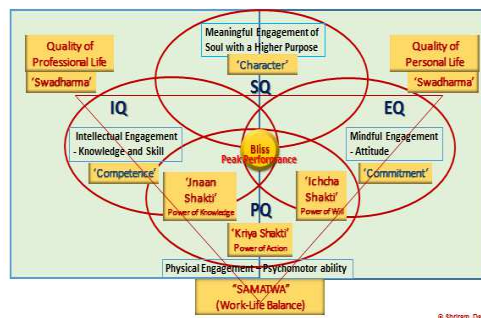 Meaningful Engagement of
Soul with a Higher Purpose
'Character'
SQ
Quality of
Professional Life
'Swadharma'
Quality of
Personal Life
'Swadharma'
IQ
EQ
Intellectual Engagement
- Knowledge and Skill
'Competence'
Bliss
Peak Performance
Mindful Engagement
- Attitude
'Commitment'
'Jnaan
Shakti'
Power of Knowledge
'Ichcha
Shakti'
Power of Will
PQ
'Kriya Shakti'
Power of Action
Physical Engagement - Psychomotor ability
"SAMATWA"
(Work-Life Balance)
© Shriram